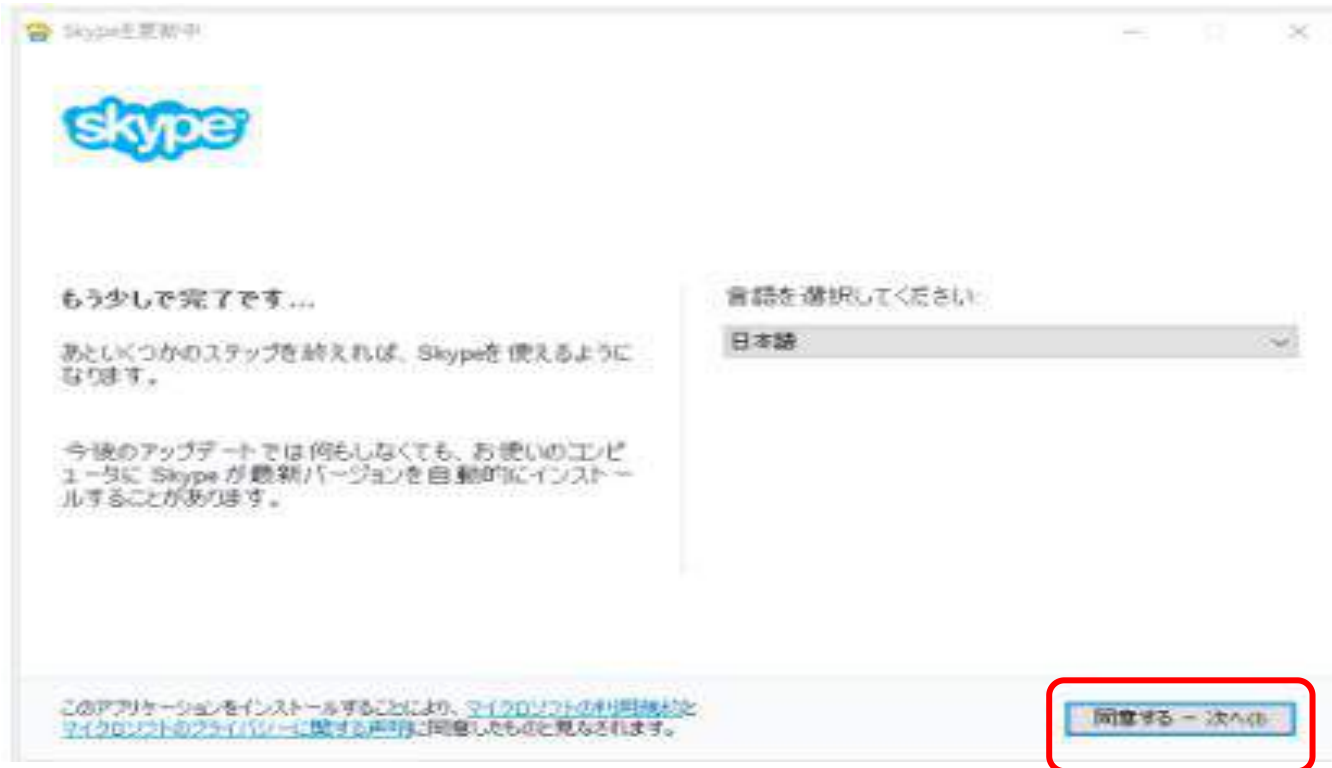 Skypeを更新中
skype
もう少しで完了です...
あといくつかのステップを終えれば、Skypeを使えるように
なります。
今後のアップデートでは何もしなくても、お使いのコンピ
ュータに Skype が最新バージョンを自動的にインストー
ルすることがあります。
言語を選択してください:
日本語
このアプリケーションをインストールすることにより、マイクロソフトの利用規約と
マイクロソフトのプライバシーに関する声明に同意したものと見なされます。
同意する - 次へ